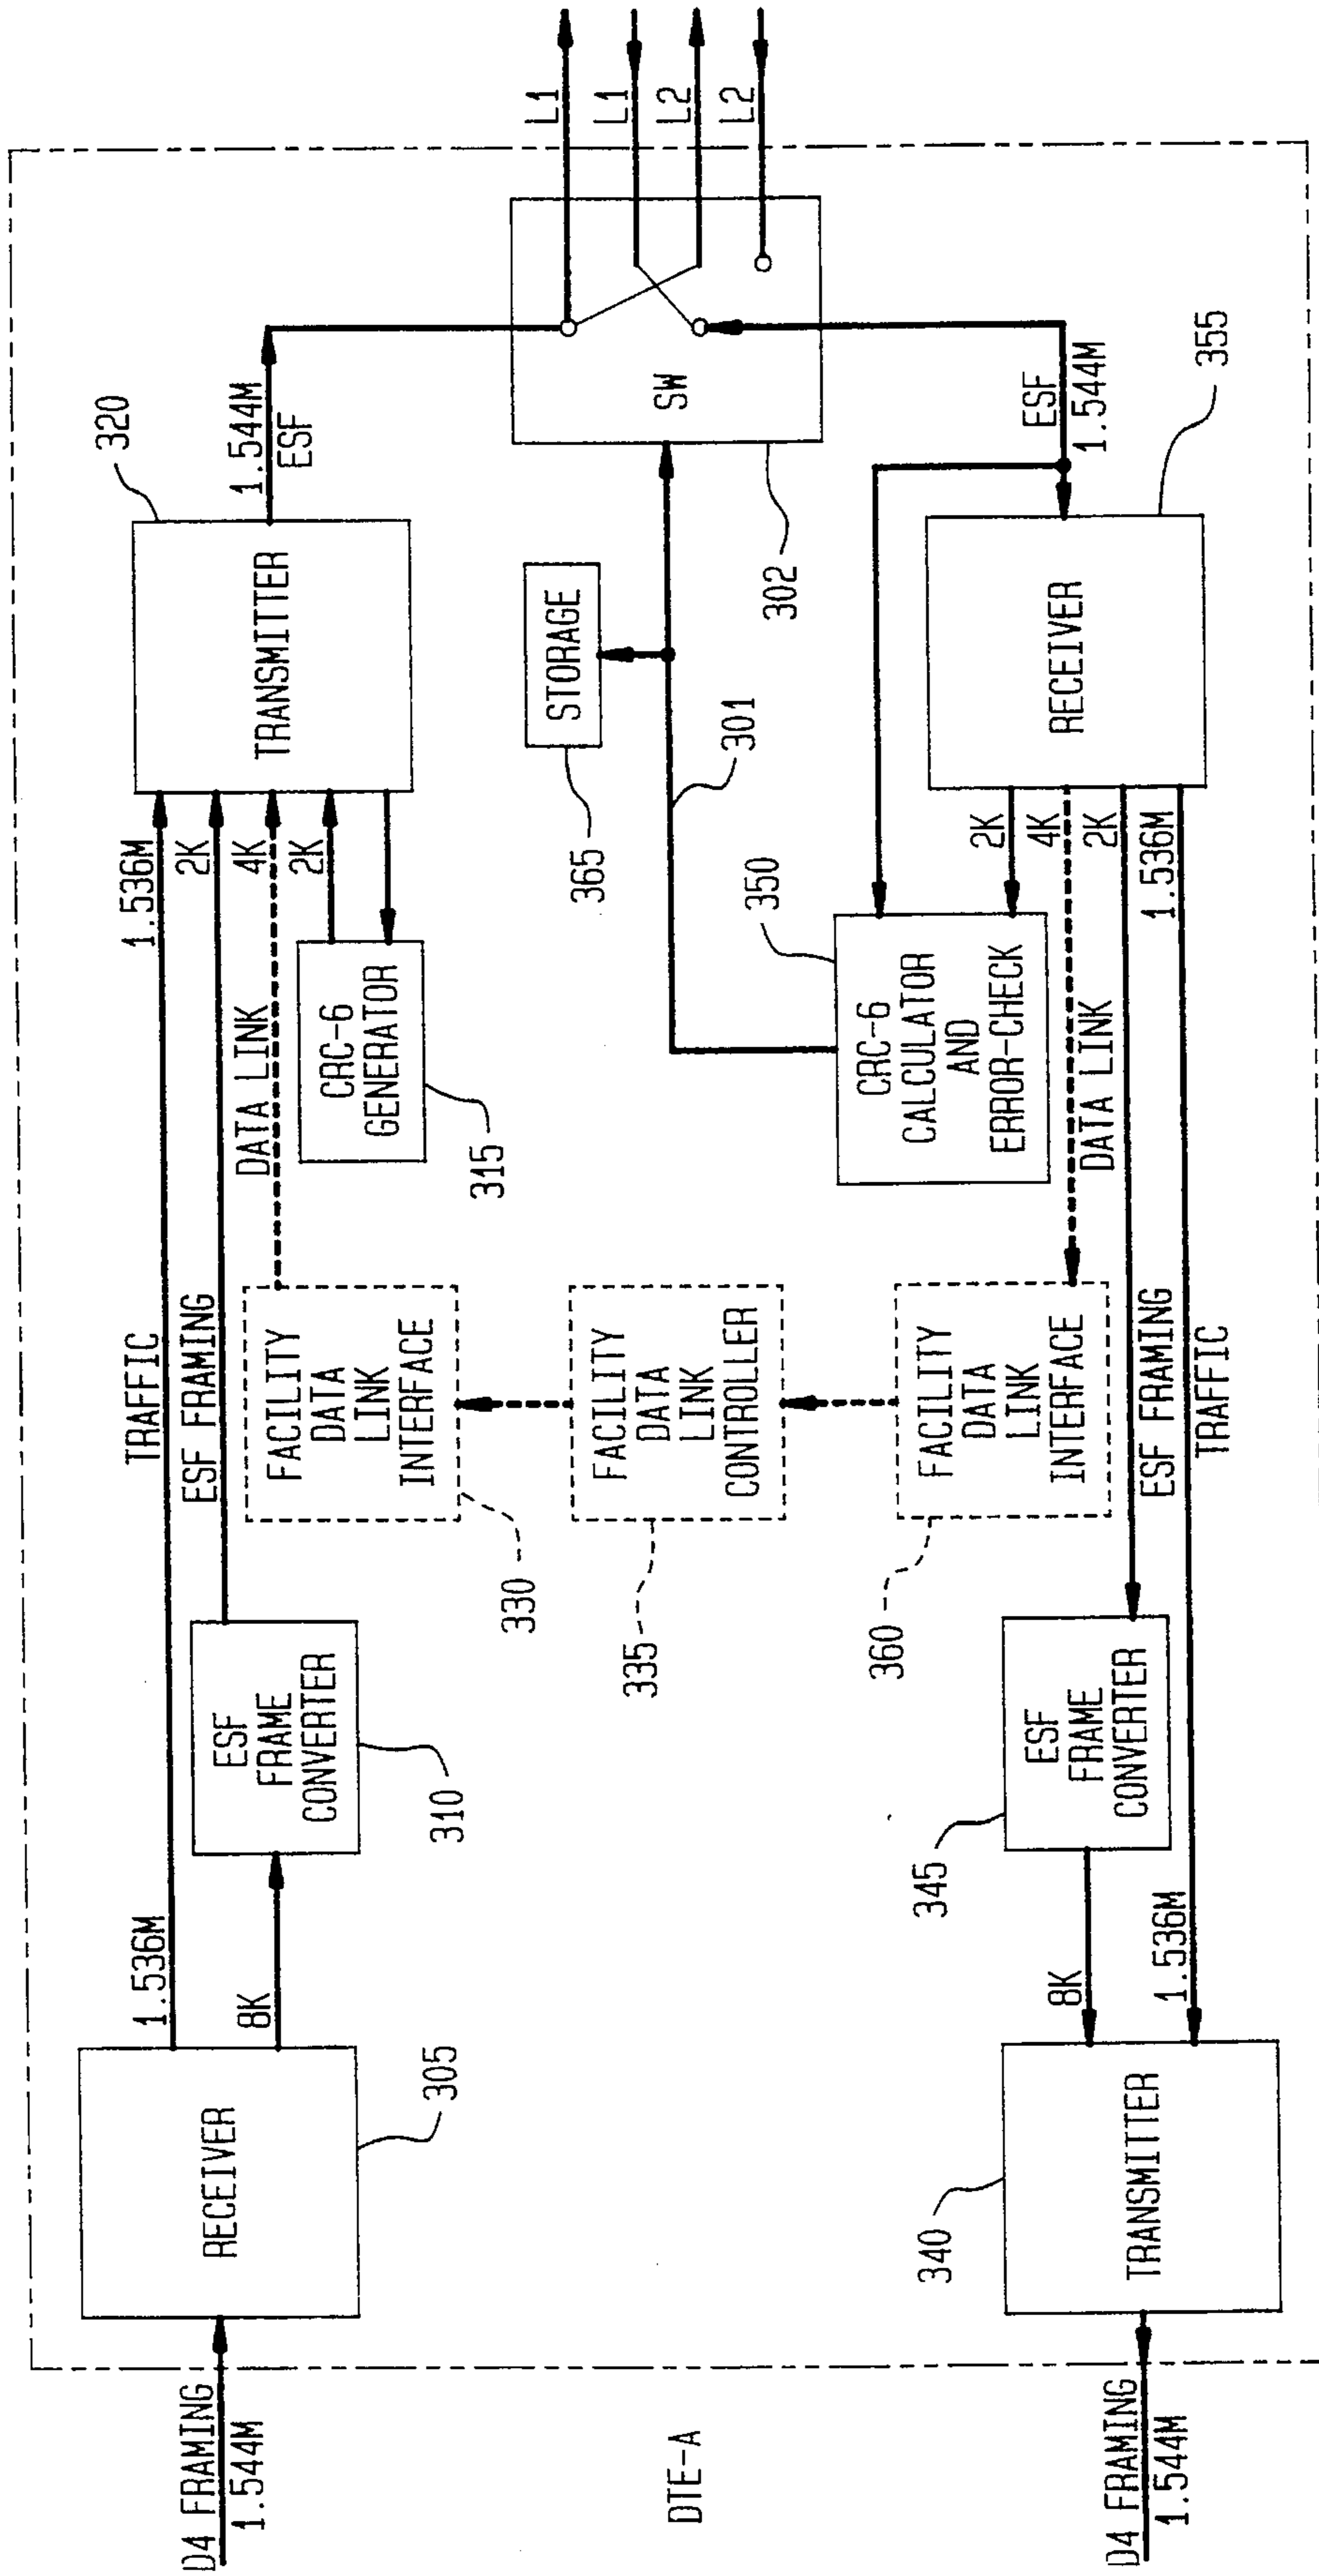 D4 FRAMING
1.544M
RECEIVER
305
1.536M
8K
TRAFFIC
ESF FRAMING
ESF
FRAME
CONVERTER
310
FACILITY
DATA
LINK
INTERFACE
330
DATA LINK
1.536M
2K
4K
2K
CRC-6
GENERATOR
315
TRANSMITTER
320
1.544M
ESF
DTE-A
FACILITY
DATA
LINK
CONTROLLER
335
STORAGE
365
301
SW
302
L1
L1
L2
L2
D4 FRAMING
1.544M
TRANSMITTER
340
8K
1.536M
ESF
FRAME
CONVERTER
345
FACILITY
DATA
LINK
INTERFACE
360
DATA LINK
ESF FRAMING
TRAFFIC
CRC-6
CALCULATOR
AND
ERROR-CHECK
350
2K
4K
2K
1.536M
RECEIVER
355
ESF
1.544M